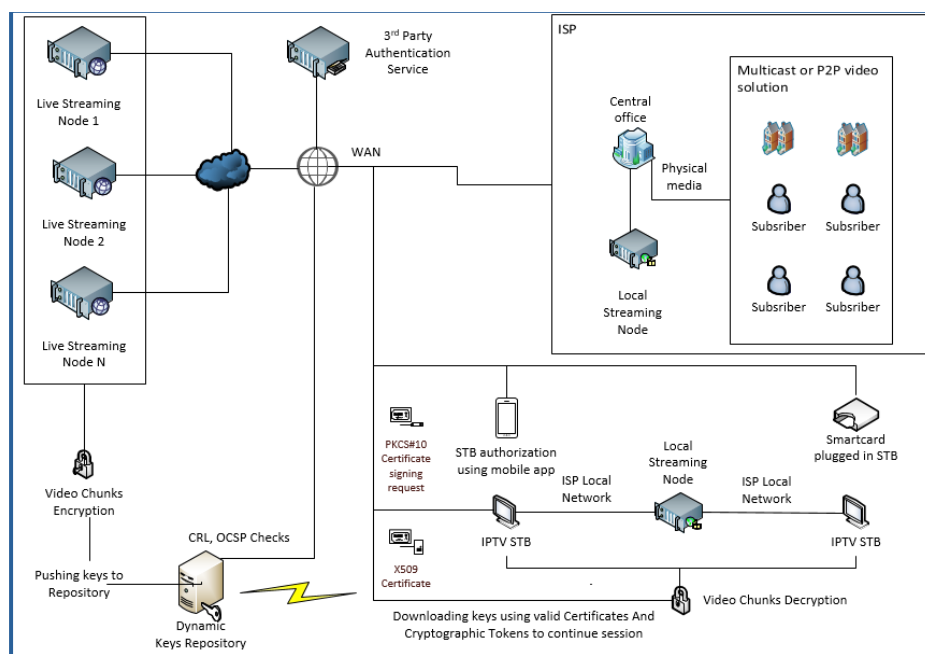 Live Streaming
Node 1
Live Streaming
Node 2
Live Streaming
Node N
3rd Party
Authentication
Service
WAN
ISP
Central
office
Physical
media
Local
Streaming
Node
Multicast or P2P video
solution
Subsriber
Subsriber
Subsriber
Subsriber
Video Chunks
Encryption
Pushing keys to
Repository
CRL, OCSP Checks
Dynamic
Keys Repository
PKCS#10
Certificate
signing
request
X509
Certificate
STB authorization
using mobile app
Local
Streaming
Node
Smartcard
plugged in STB
ISP Local
Network
ISP Local
Network
IPTV STB
IPTV STB
Video Chunks Decryption
Downloading keys using valid Certificates And
Cryptographic Tokens to continue session